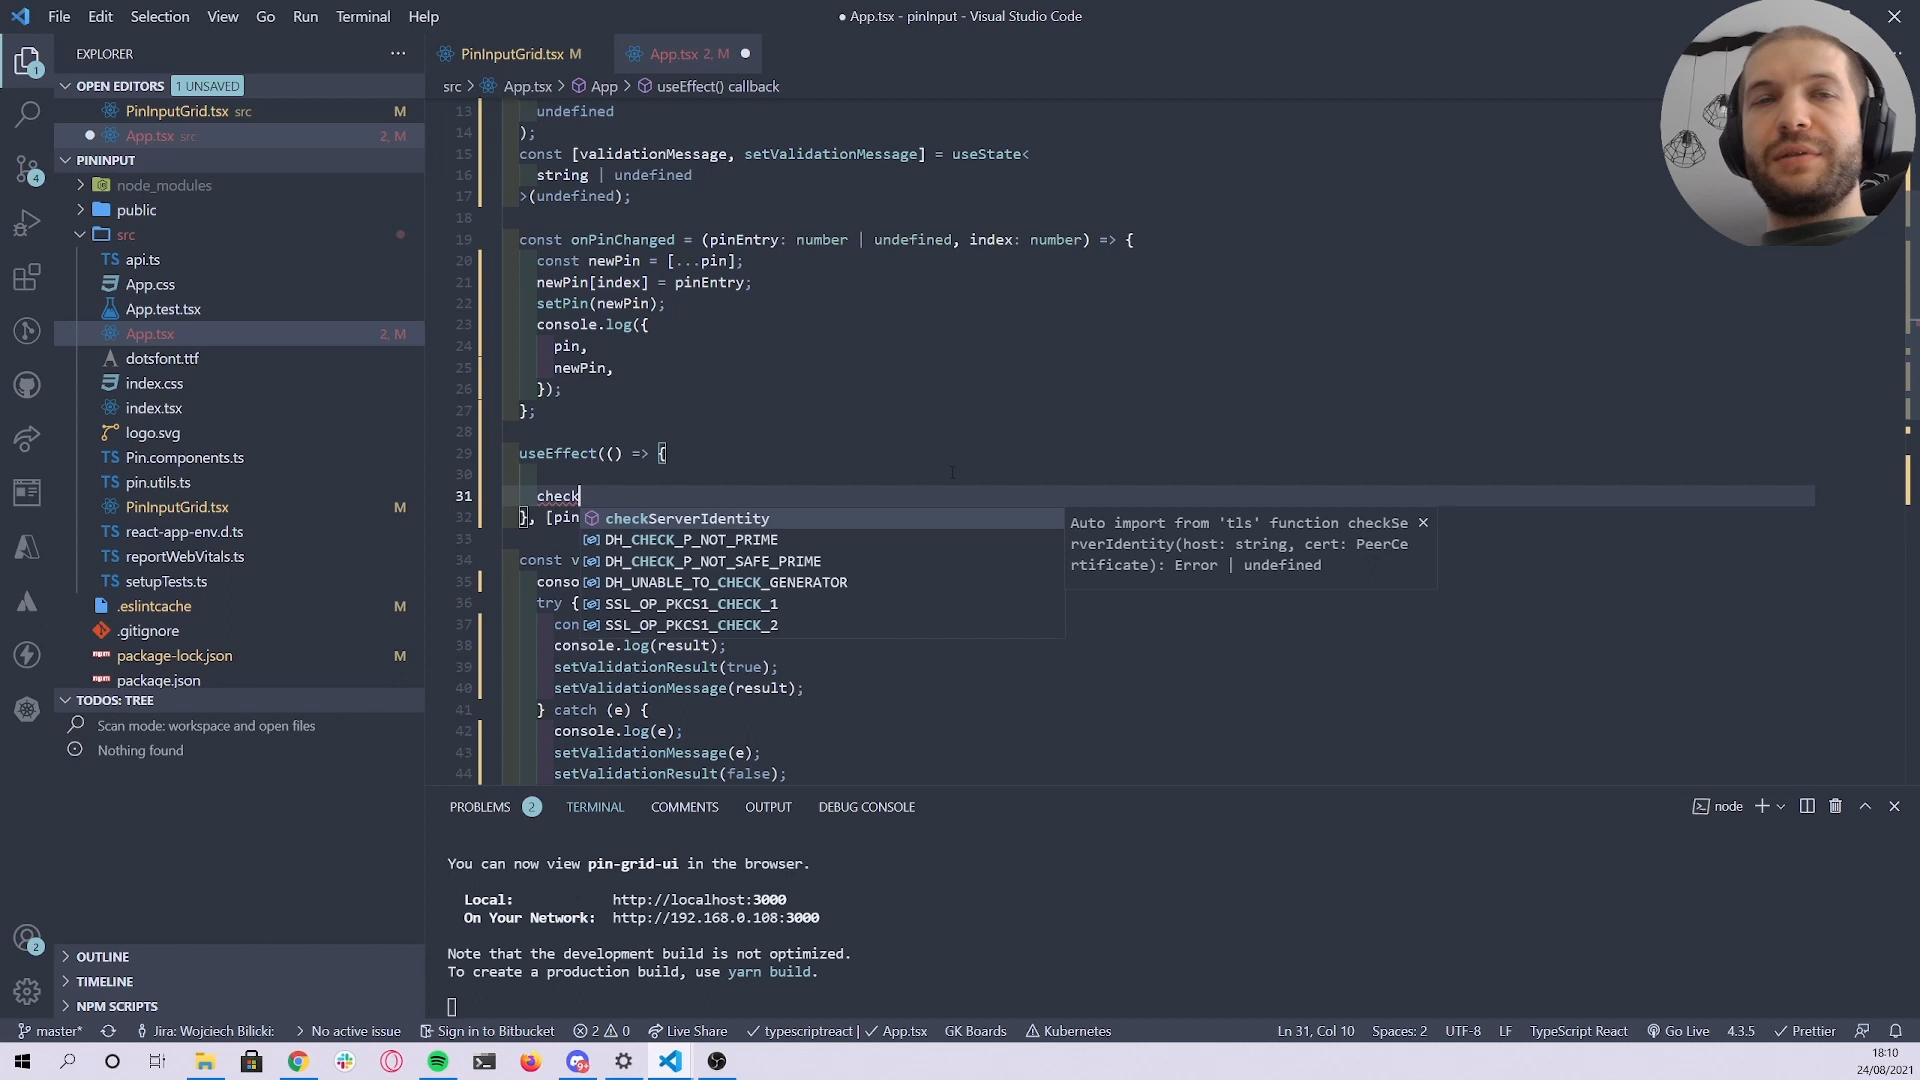 File Edit Selection View Go Run Terminal Help
● App.tsx - pinInput - Visual Studio Code
EXPLORER
PinInputGrid.tsx M
App.tsx 2, M
OPEN EDITORS 1 UNSAVED
src > App.tsx > App > useEffect() callback
PinInputGrid.tsx src M
App.tsx src 2, M
PININPUT
node_modules
public
src
TS api.ts
App.css
App.test.tsx
App.tsx 2, M
dotsfont.ttf
index.css
index.tsx
logo.svg
TS Pin.components.ts
TS pin.utils.ts
PinInputGrid.tsx M
TS react-app-env.d.ts
TS reportWebVitals.ts
TS setupTests.ts
.eslintcache M
.gitignore
package-lock.json M
package.json
TODOS: TREE
Scan mode: workspace and open files
Nothing found
OUTLINE
TIMELINE
NPM SCRIPTS
1
4
2
13 undefined
14 );
15 const [validationMessage, setValidationMessage] = useState<
16 string | undefined
17 >(undefined);
18
19 const onPinChanged = (pinEntry: number | undefined, index: number) => {
20 const newPin = [...pin];
21 newPin[index] = pinEntry;
22 setPin(newPin);
23 console.log({
24 pin,
25 newPin,
26 });
27 };
28
29 useEffect(() => {
30
31 check
32 }, [pin
33
34 const v
35 conso
36 try {
37 con
38 console.log(result);
39 setValidationResult(true);
40 setValidationMessage(result);
41 } catch (e) {
42 console.log(e);
43 setValidationMessage(e);
44 setValidationResult(false);
checkServerIdentity
DH_CHECK_P_NOT_PRIME
DH_CHECK_P_NOT_SAFE_PRIME
DH_UNABLE_TO_CHECK_GENERATOR
SSL_OP_PKCS1_CHECK_1
SSL_OP_PKCS1_CHECK_2
Auto import from 'tls' function checkSe
rverIdentity(host: string, cert: PeerCe
rtificate): Error | undefined
PROBLEMS 2 TERMINAL COMMENTS OUTPUT DEBUG CONSOLE
node
You can now view pin-grid-ui in the browser.
Local: http://localhost:3000
On Your Network: http://192.168.0.108:3000
Note that the development build is not optimized.
To create a production build, use yarn build.
master* Jira: Wojciech Bilicki: No active issue Sign in to Bitbucket 2 0 Live Share typescriptreact | App.tsx GK Boards Kubernetes Ln 31, Col 10 Spaces: 2 UTF-8 LF TypeScript React Go Live 4.3.5 Prettier
9+
18:10
24/08/2021